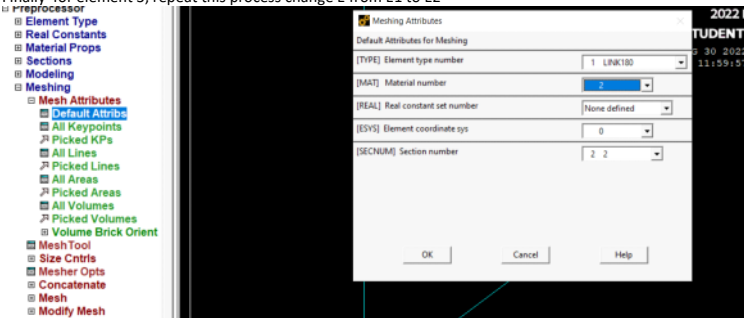 Finally for element 3, repeat this process change E from E1 to E2
Preprocessor
Element Type
Real Constants
Material Props
Sections
Modeling
Meshing
Mesh Attributes
Default Attribs
All Keypoints
Picked KPs
All Lines
Picked Lines
All Areas
Picked Areas
All Volumes
Picked Volumes
Volume Brick Orient
MeshTool
Size Cntrls
Mesher Opts
Concatenate
Mesh
Modify Mesh
Meshing Attributes
Default Attributes for Meshing
[TYPE] Element type number
1 LINK180
[MAT] Material number
2
[REAL] Real constant set number
None defined
[ESYS] Element coordinate sys
0
[SECNUM] Section number
2 2
OK
Cancel
Help
2022
TUDENT
30 2022
11:59:57